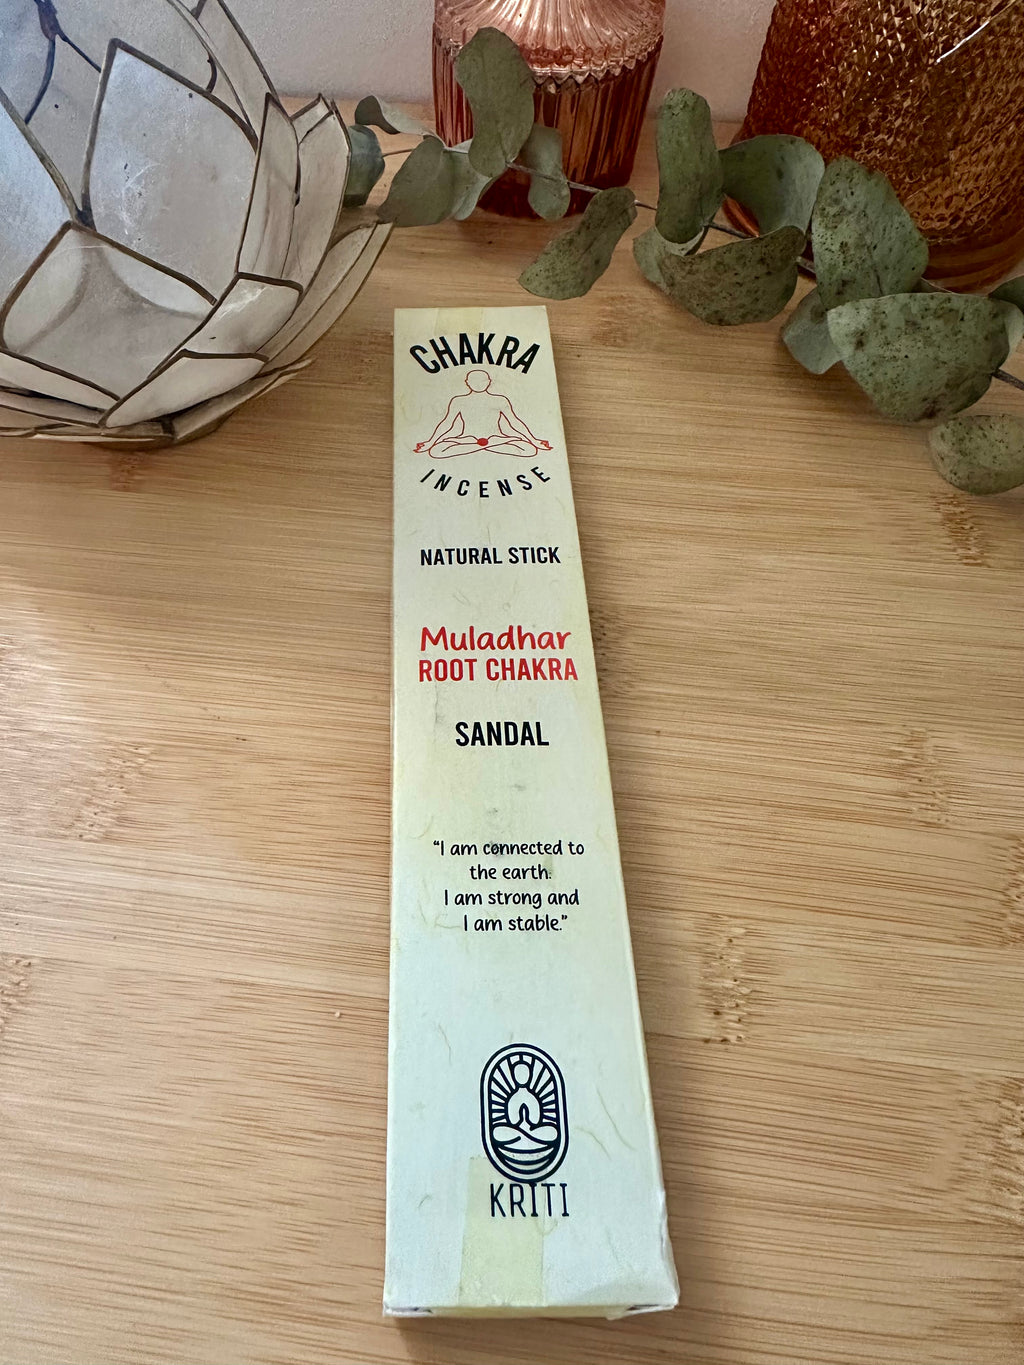 CHAKRA
INCENSE
NATURAL STICK
Muladhar
ROOT CHAKRA
SANDAL
“I am connected to
the earth.
I am strong and
I am stable.”
KRITI